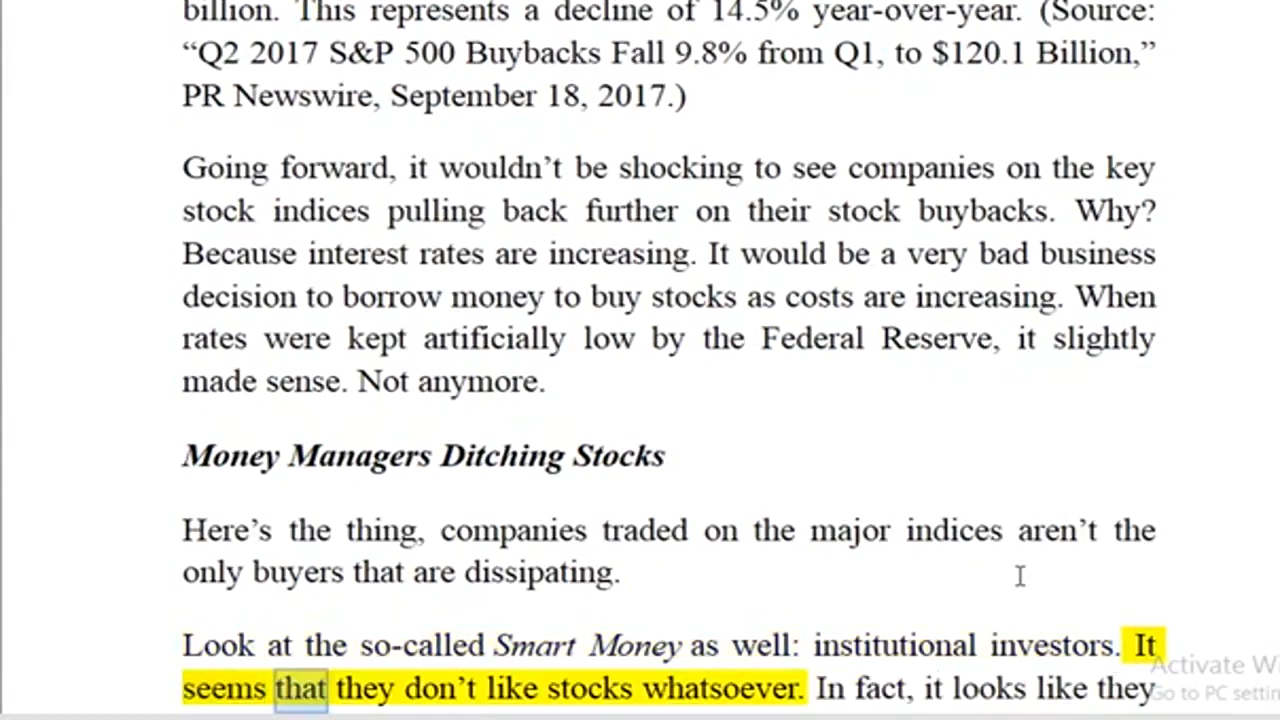 billion. This represents a decline of 14.5% year-over-year. (Source:
“Q2 2017 S&P 500 Buybacks Fall 9.8% from Q1, to $120.1 Billion,”
PR Newswire, September 18, 2017.)
Going forward, it wouldn’t be shocking to see companies on the key
stock indices pulling back further on their stock buybacks. Why?
Because interest rates are increasing. It would be a very bad business
decision to borrow money to buy stocks as costs are increasing. When
rates were kept artificially low by the Federal Reserve, it slightly
made sense. Not anymore.
Money Managers Ditching Stocks
Here’s the thing, companies traded on the major indices aren’t the
only buyers that are dissipating.
Look at the so-called Smart Money as well: institutional investors. It
seems that they don’t like stocks whatsoever. In fact, it looks like they
Activate Wi
Go to PC settin